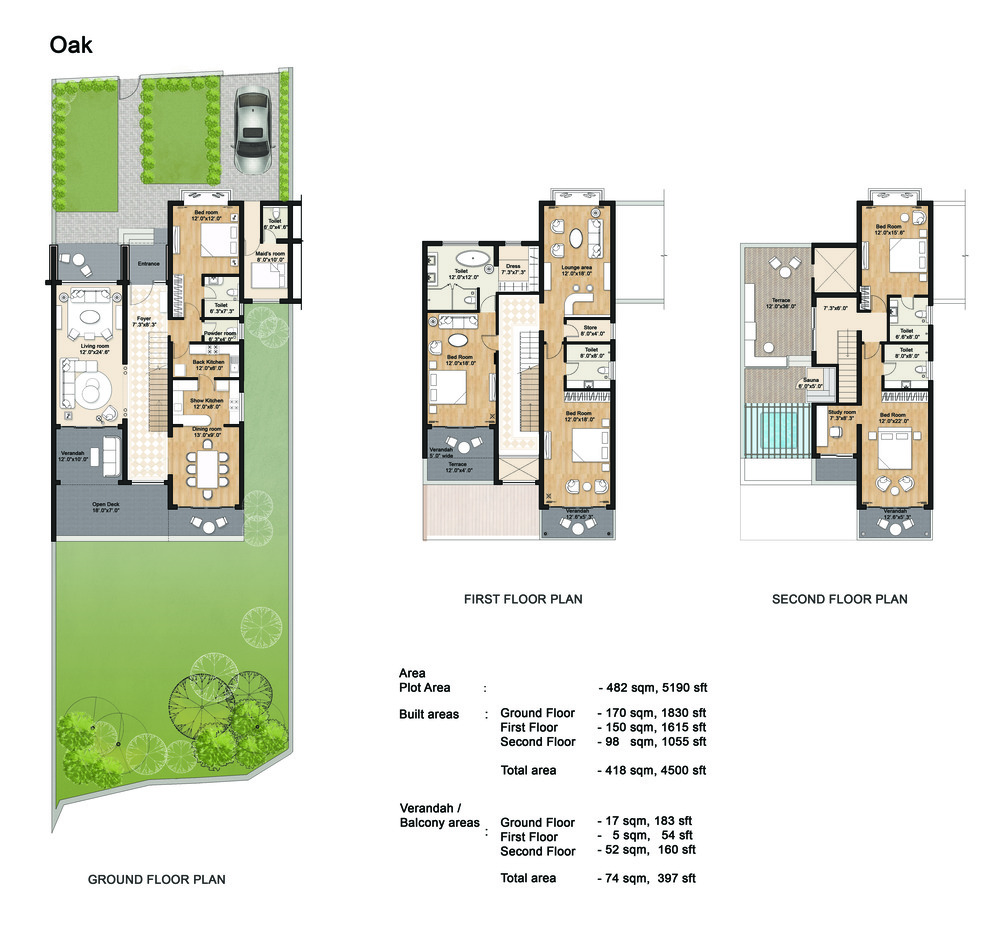 Oak
Bed room
12.'0"x12.'0"
Toilet
6'.0"x4'.6"
Maid's room
8'.0"x10.'0"
Entrance
Toilet
6'.3"x7'.3"
Foyer
7'.3"x8'.3"
Powder room
6'.3"x4'.0"
Living room
12.'0"x24.'6"
Back Kitchen
12.'0"x6'.0"
Show Kitchen
12.'0"x8'.0"
Dining room
13.'0"x9'.0"
Verandah
12.'0"x10.'0"
Open Deck
16.'0"x7.'0"
GROUND FLOOR PLAN
Toilet
12.'0"x12.'0"
Dress
7'.3"x7'.3"
Lounge area
12.'0"x18.'0"
Store
8'.0"x4.'0"
Bed Room
12.'0"x18.'0"
Toilet
8'.0"x8'.0"
Bed Room
12.'0"x18.'0"
Verandah
5'.0" wide
Terrace
12.'0"x4.'0"
Verandah
12.'6"x5'.3"
FIRST FLOOR PLAN
Bed Room
12.'0"x15.'6"
Terrace
12.'0"x36.'0"
7'.3"x6'.0"
Toilet
6'.6"x8'.0"
Toilet
8'.0"x8'.0"
Sauna
6'.0"x5'.0"
Study room
7'.3"x8'.3"
Bed Room
12.'0"x22.'0"
Verandah
12.'6"x5'.3"
SECOND FLOOR PLAN
Area
Plot Area : - 482 sqm, 5190 sft
Built areas : Ground Floor - 170 sqm, 1830 sft
First Floor - 150 sqm, 1615 sft
Second Floor - 98 sqm, 1055 sft
Total area - 418 sqm, 4500 sft
Verandah /
Balcony areas : Ground Floor - 17 sqm, 183 sft
First Floor - 5 sqm, 54 sft
Second Floor - 52 sqm, 160 sft
Total area - 74 sqm, 397 sft